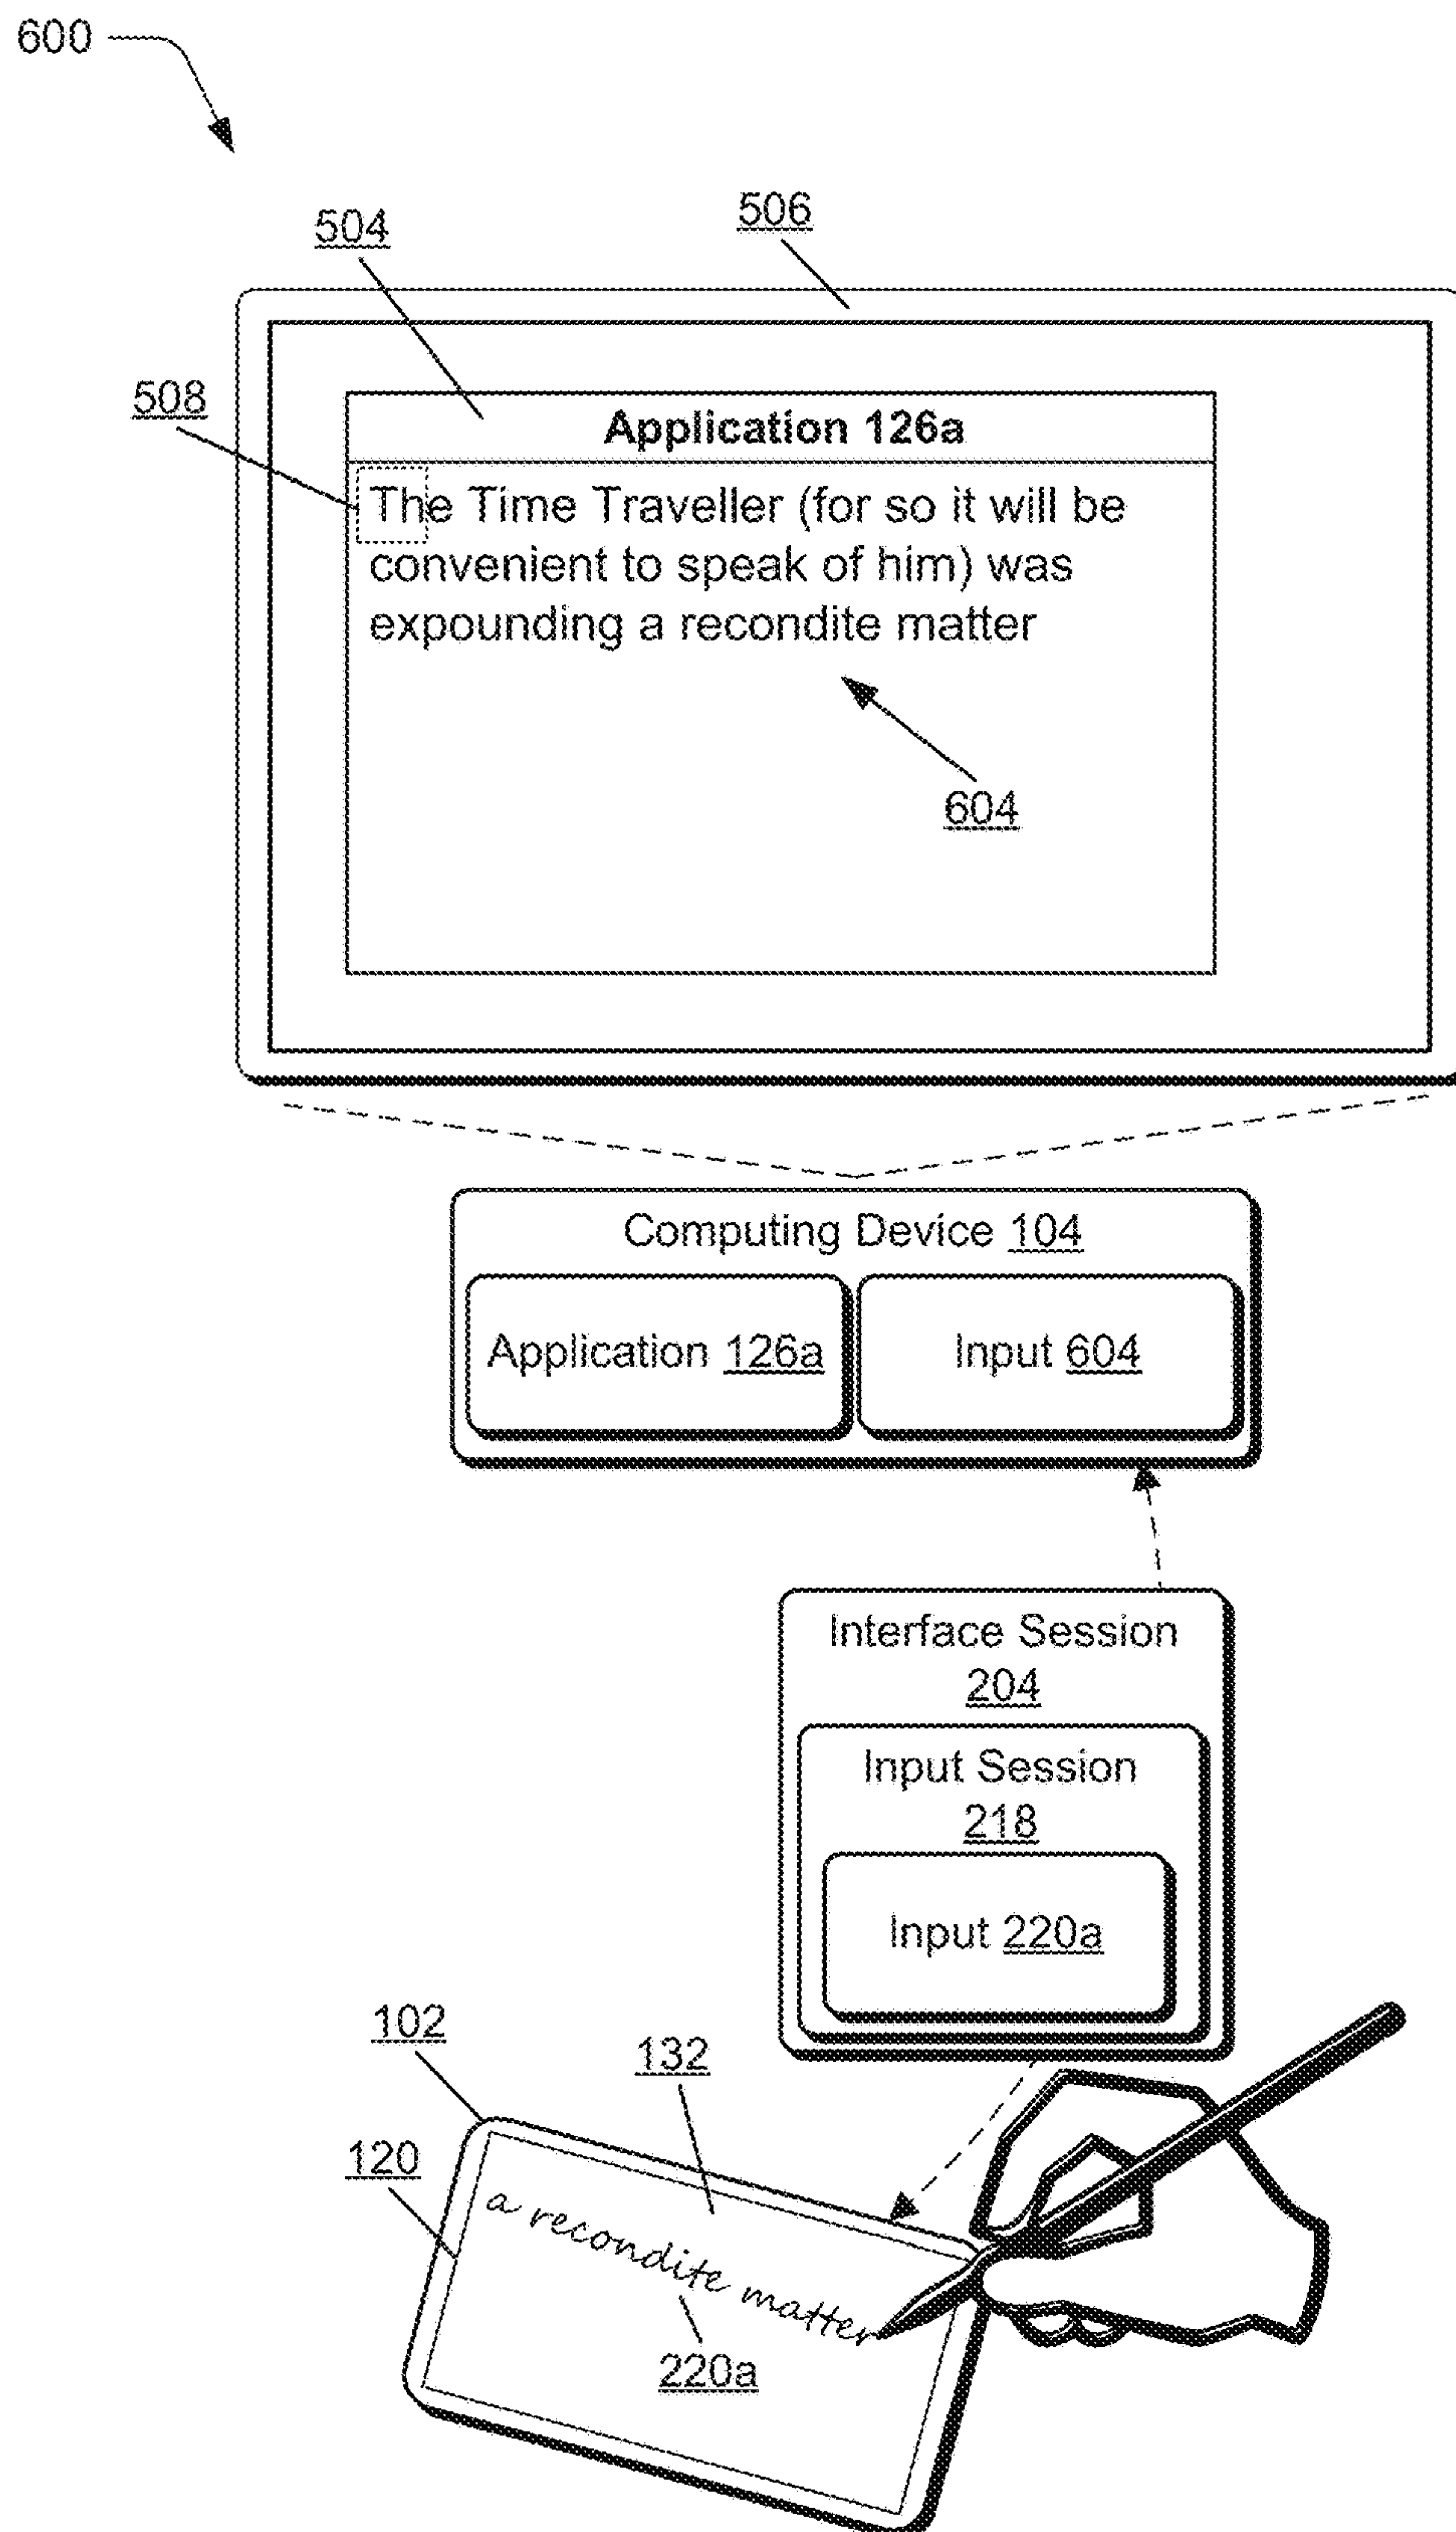 600
504
506
508
Application 126a
The Time Traveller (for so it will be
convenient to speak of him) was
expounding a recondite matter
604
Computing Device 104
Application 126a
Input 604
Interface Session
204
Input Session
218
Input 220a
102
132
120
a recondite matter
220a